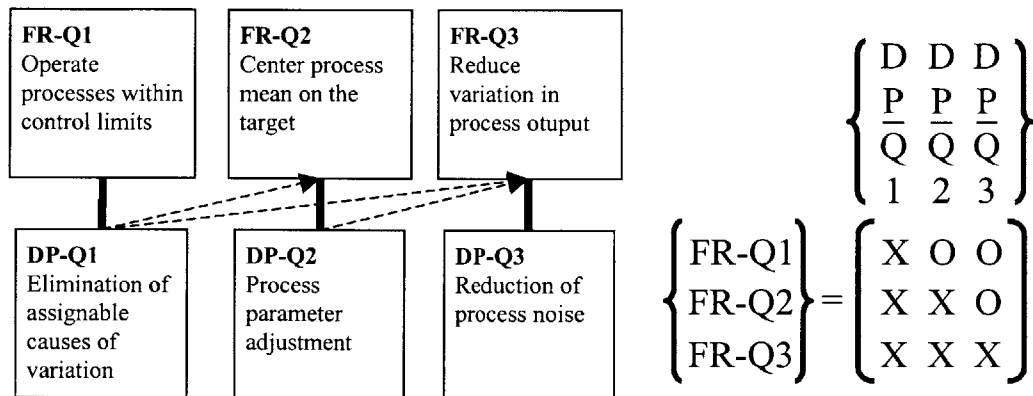 FR-Q1
Operate
processes within
control limits
FR-Q2
Center process
mean on the
target
FR-Q3
Reduce
variation in
process otuput
DP-Q1
Elimination of
assignable
causes of
variation
DP-Q2
Process
parameter
adjustment
DP-Q3
Reduction of
process noise
D D D
P P P
Q Q Q
1 2 3
FR-Q1
FR-Q2
FR-Q3
=
X O O
X X O
X X X